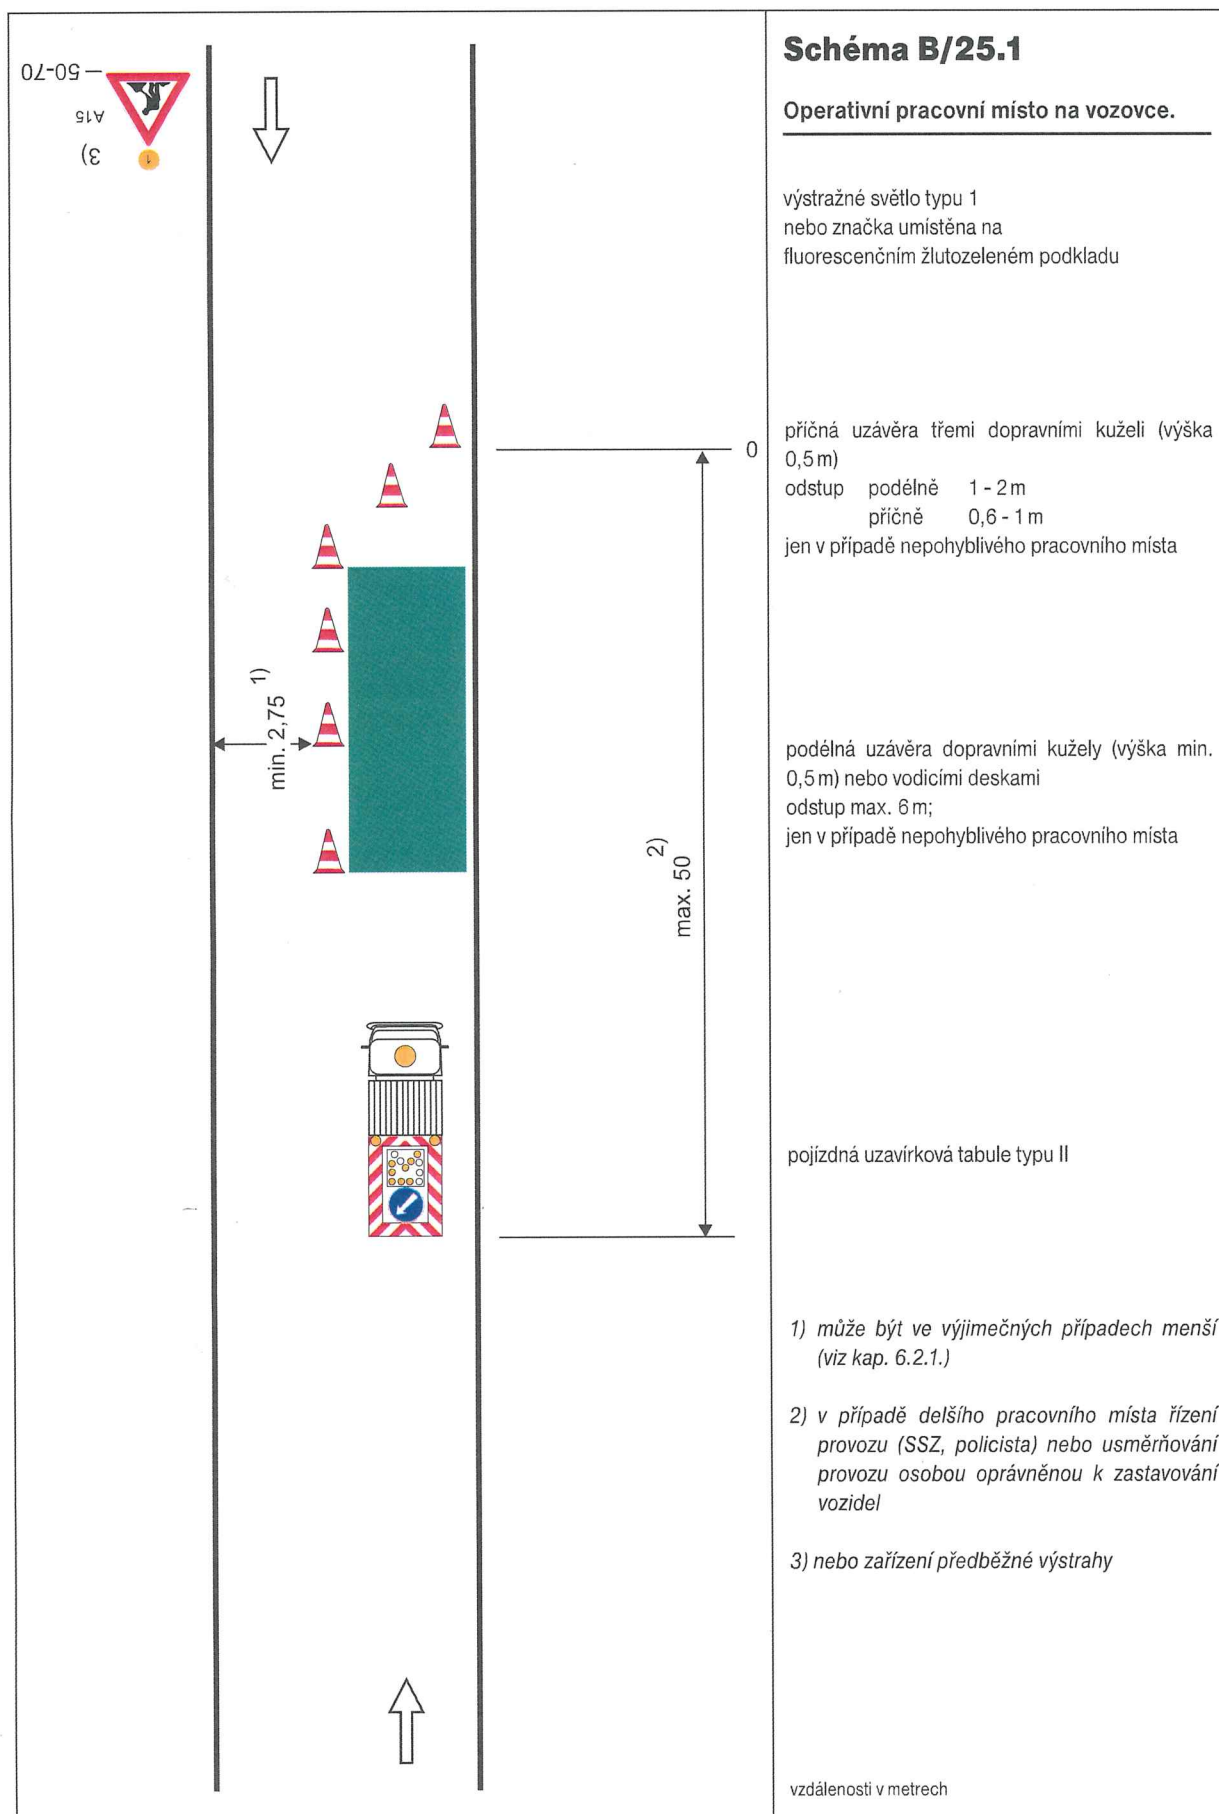 Schéma B/25.1
Operativní pracovní místo na vozovce.
50-70
A15
3)
1
výstražné světlo typu 1
nebo značka umístěna na
fluorescenčním žlutozeleném podkladu
0
příčná uzávěra třemi dopravními kuželi (výška
0,5 m)
odstup podélně 1 - 2 m
příčně 0,6 - 1 m
jen v případě nepohyblivého pracovního místa
min. 2,75 1)
podélná uzávěra dopravními kužely (výška min.
0,5 m) nebo vodicími deskami
odstup max. 6 m;
jen v případě nepohyblivého pracovního místa
max. 50 2)
pojízdná uzavírková tabule typu II
1) může být ve výjimečných případech menší
(viz kap. 6.2.1.)
2) v případě delšího pracovního místa řízení
provozu (SSZ, policista) nebo usměrňování
provozu osobou oprávněnou k zastavování
vozidel
3) nebo zařízení předběžné výstrahy
vzdálenosti v metrech